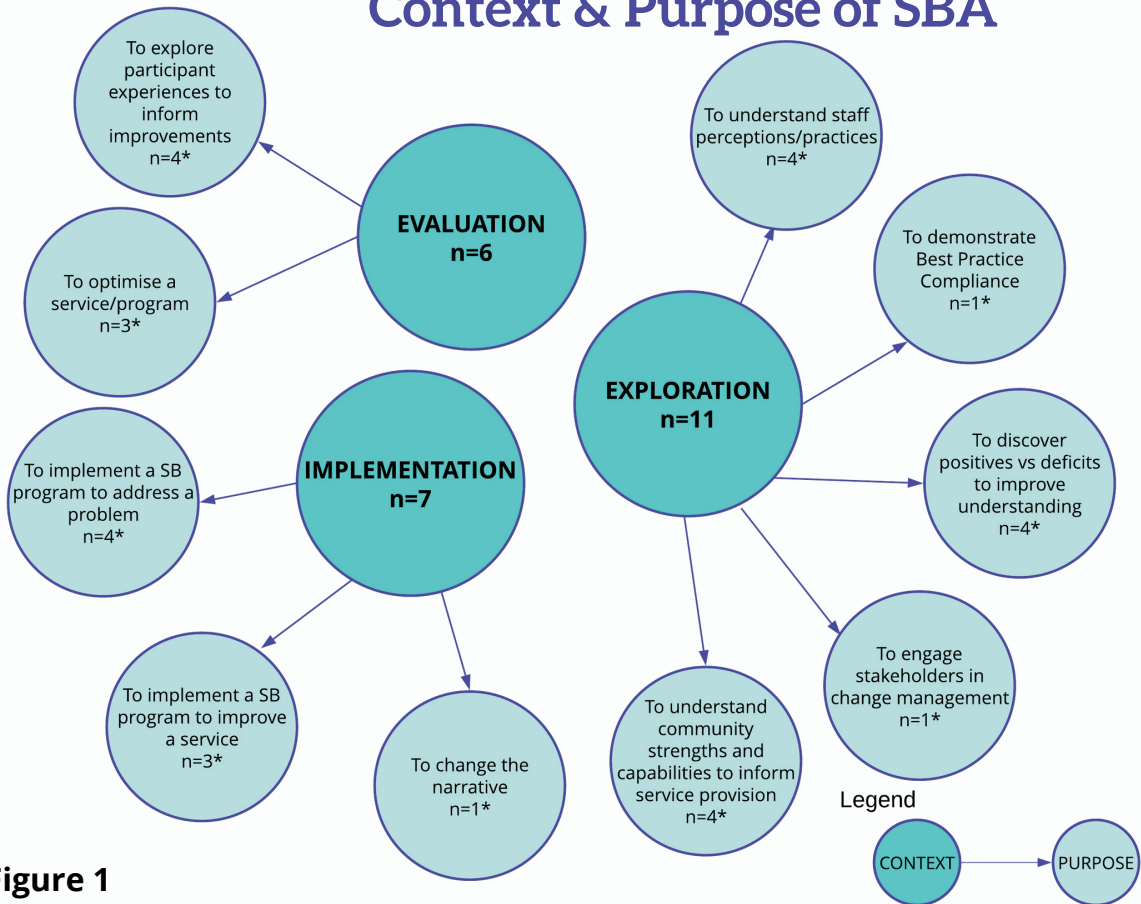 Context & Purpose of SBA
To explore
participant
experiences to
inform
improvements
n=4*
To optimise a
service/program
n=3*
EVALUATION
n=6
To understand staff
perceptions/practices
n=4*
To demonstrate
Best Practice
Compliance
n=1*
EXPLORATION
n=11
To discover
positives vs deficits
to improve
understanding
n=4*
To engage
stakeholders in
change management
n=1*
To understand
community
strengths and
capabilities to inform
service provision
n=4*
IMPLEMENTATION
n=7
To implement a SB
program to address a
problem
n=4*
To implement a SB
program to improve
a service
n=3*
To change the
narrative
n=1*
Legend
CONTEXT
PURPOSE
igure 1